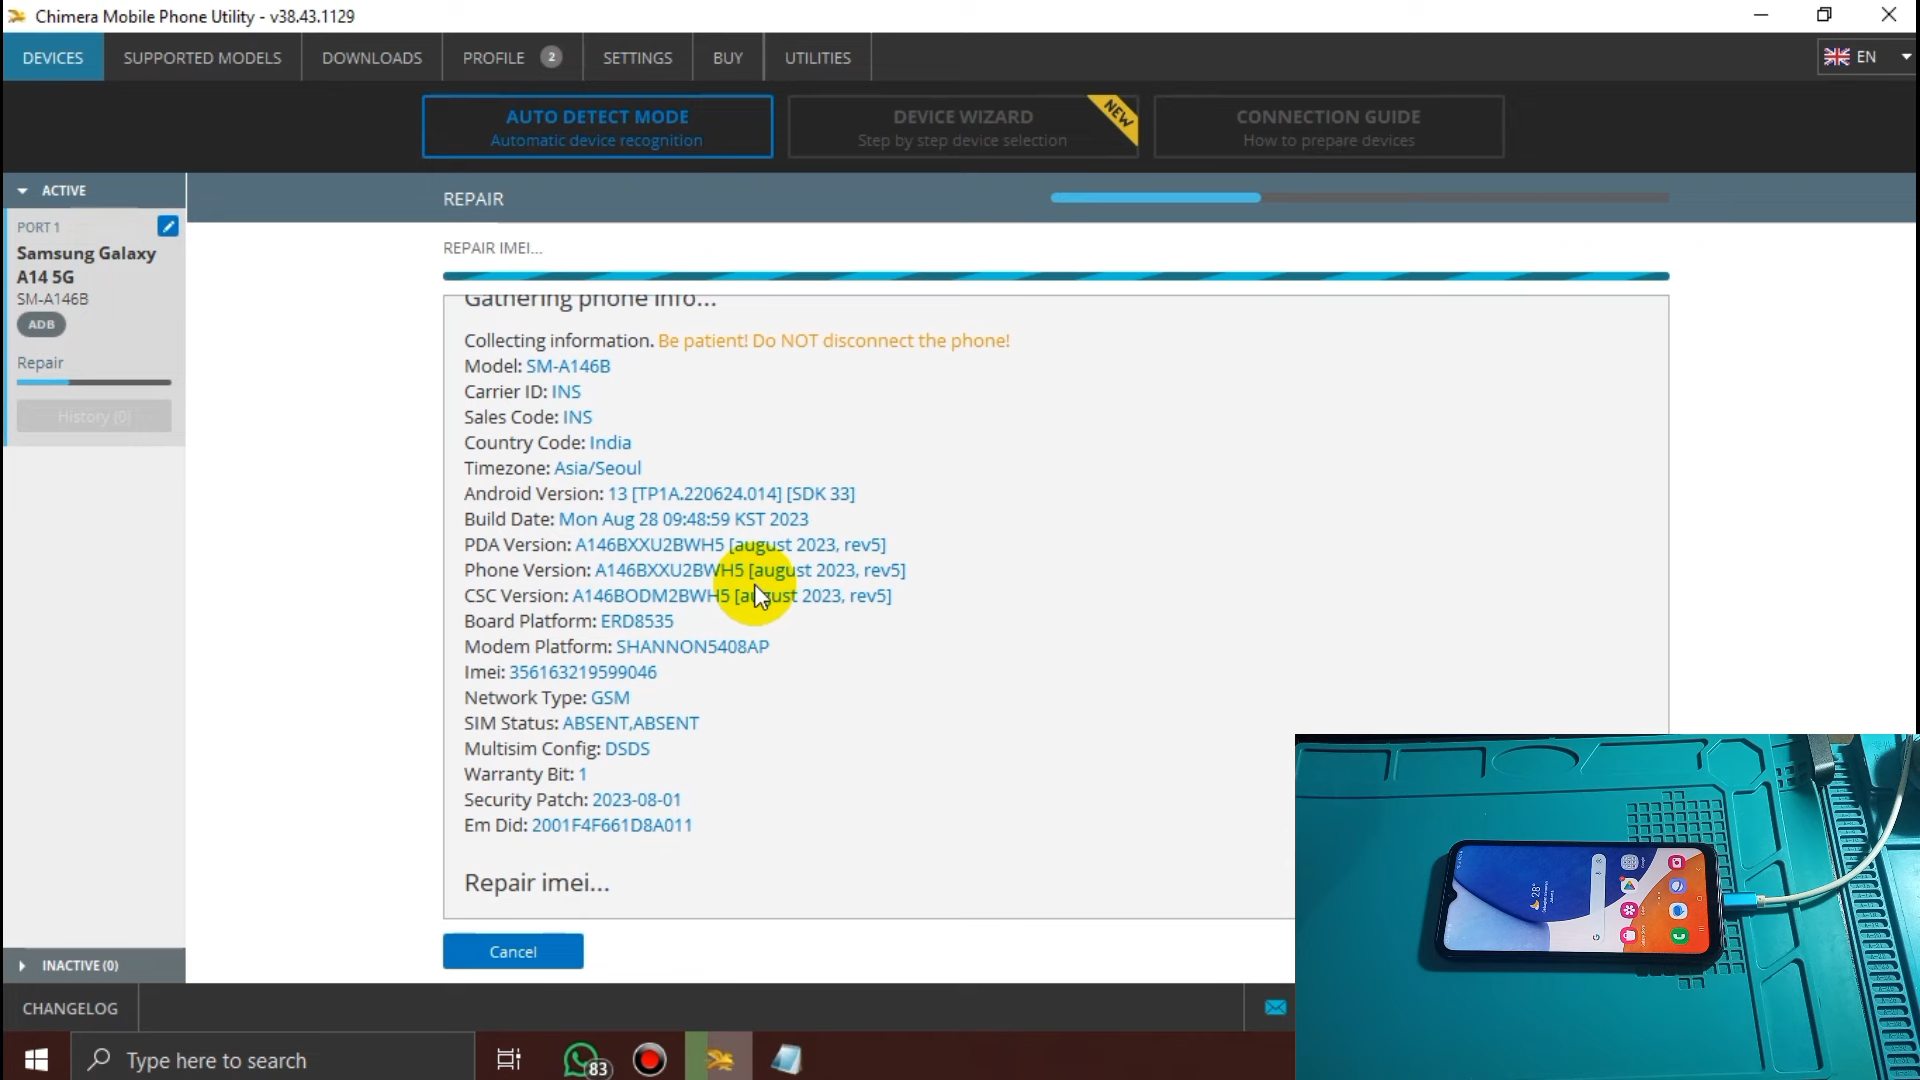 Chimera Mobile Phone Utility - v38.43.1129
DEVICES
SUPPORTED MODELS
DOWNLOADS
PROFILE 2
SETTINGS
BUY
UTILITIES
EN
AUTO DETECT MODE
Automatic device recognition
DEVICE WIZARD
Step by step device selection
NEW
CONNECTION GUIDE
How to prepare devices
ACTIVE
PORT 1
Samsung Galaxy
A14 5G
SM-A146B
ADB
Repair
History (0)
REPAIR
REPAIR IMEI...
Gathering phone info...
Collecting information. Be patient! Do NOT disconnect the phone!
Model: SM-A146B
Carrier ID: INS
Sales Code: INS
Country Code: India
Timezone: Asia/Seoul
Android Version: 13 [TP1A.220624.014] [SDK 33]
Build Date: Mon Aug 28 09:48:59 KST 2023
PDA Version: A146BXXU2BWH5 [august 2023, rev5]
Phone Version: A146BXXU2BWH5 [august 2023, rev5]
CSC Version: A146BODM2BWH5 [august 2023, rev5]
Board Platform: ERD8535
Modem Platform: SHANNON5408AP
Imei: 356163219599046
Network Type: GSM
SIM Status: ABSENT,ABSENT
Multisim Config: DSDS
Warranty Bit: 1
Security Patch: 2023-08-01
Em Did: 2001F4F661D8A011
Repair imei...
Cancel
INACTIVE (0)
CHANGELOG
Type here to search
83
28°